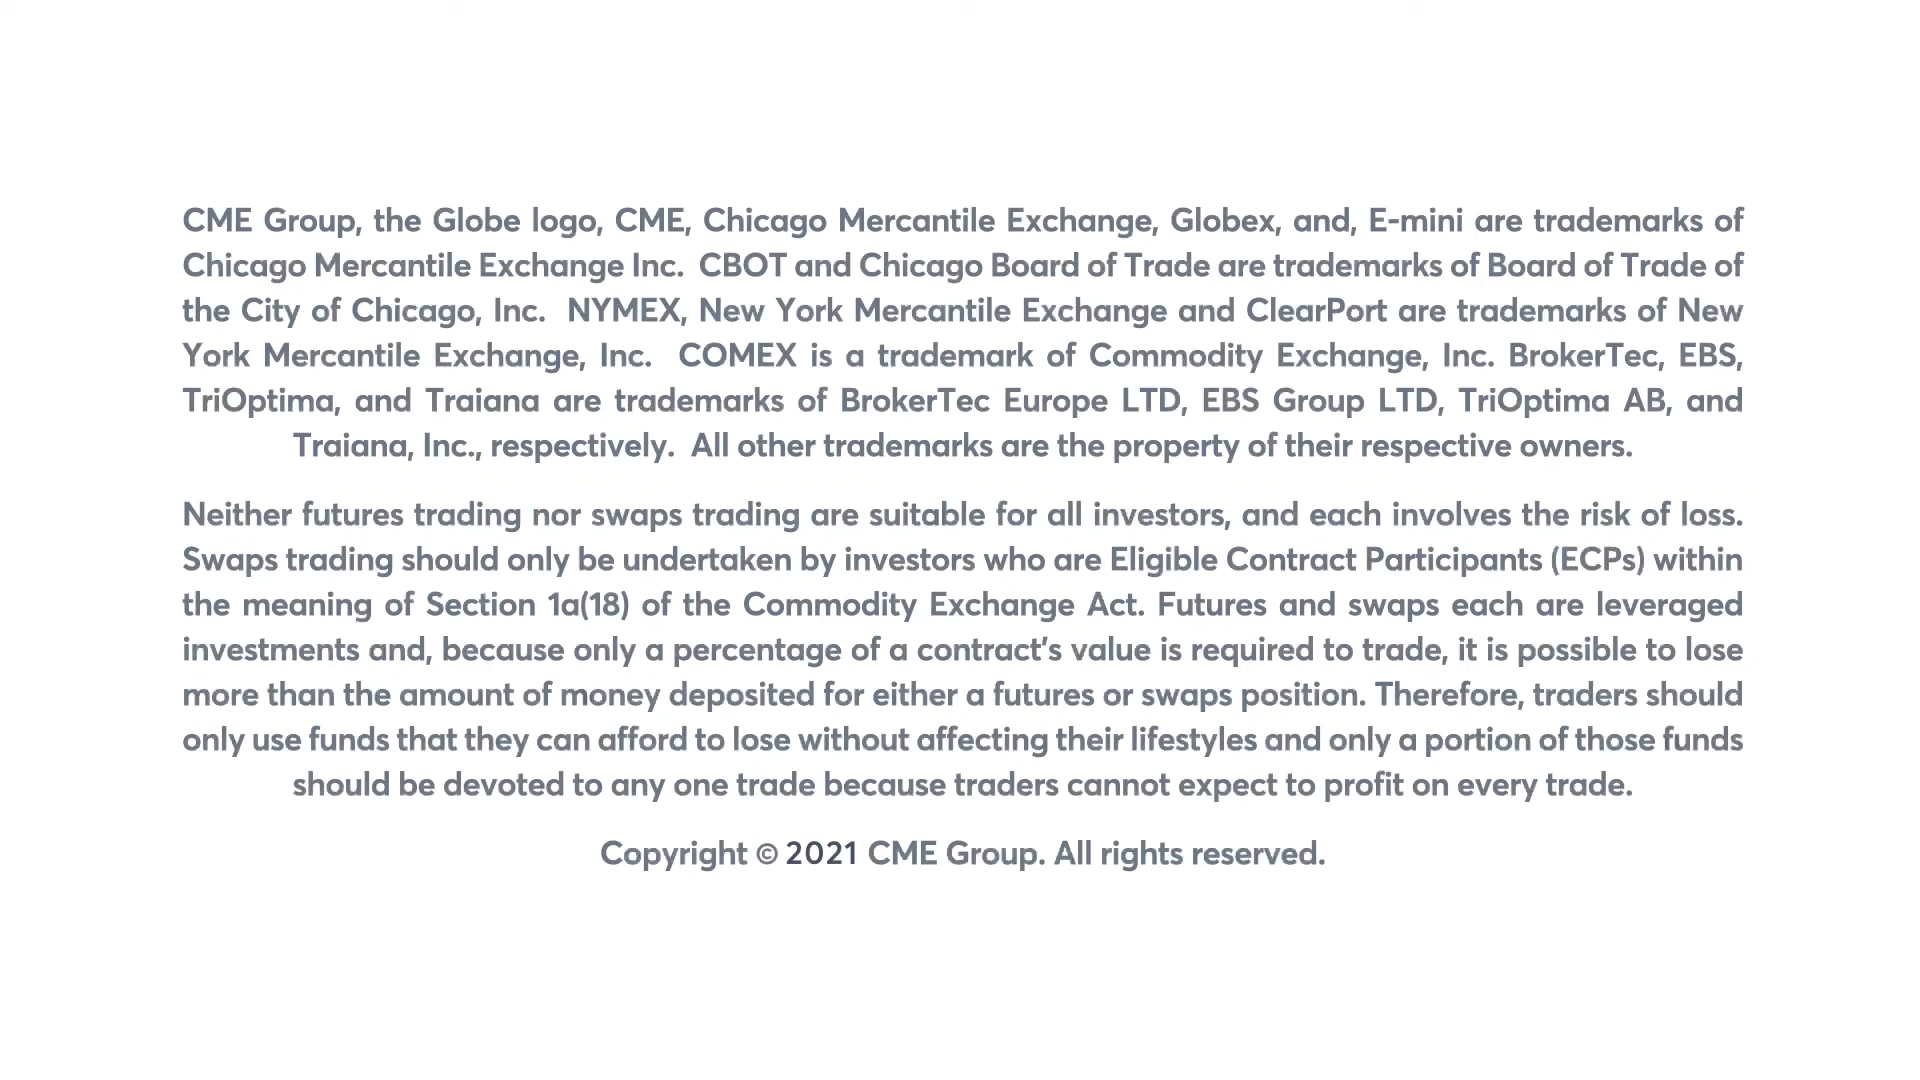 CME Group, the Globe logo, CME, Chicago Mercantile Exchange, Globex, and, E-mini are trademarks of
Chicago Mercantile Exchange Inc.  CBOT and Chicago Board of Trade are trademarks of Board of Trade of
the City of Chicago, Inc.  NYMEX, New York Mercantile Exchange and ClearPort are trademarks of New
York Mercantile Exchange, Inc.  COMEX is a trademark of Commodity Exchange, Inc. BrokerTec, EBS,
TriOptima, and Traiana are trademarks of BrokerTec Europe LTD, EBS Group LTD, TriOptima AB, and
Traiana, Inc., respectively.  All other trademarks are the property of their respective owners.
Neither futures trading nor swaps trading are suitable for all investors, and each involves the risk of loss.
Swaps trading should only be undertaken by investors who are Eligible Contract Participants (ECPs) within
the meaning of Section 1a(18) of the Commodity Exchange Act. Futures and swaps each are leveraged
investments and, because only a percentage of a contract's value is required to trade, it is possible to lose
more than the amount of money deposited for either a futures or swaps position. Therefore, traders should
only use funds that they can afford to lose without affecting their lifestyles and only a portion of those funds
should be devoted to any one trade because traders cannot expect to profit on every trade.
Copyright © 2021 CME Group. All rights reserved.